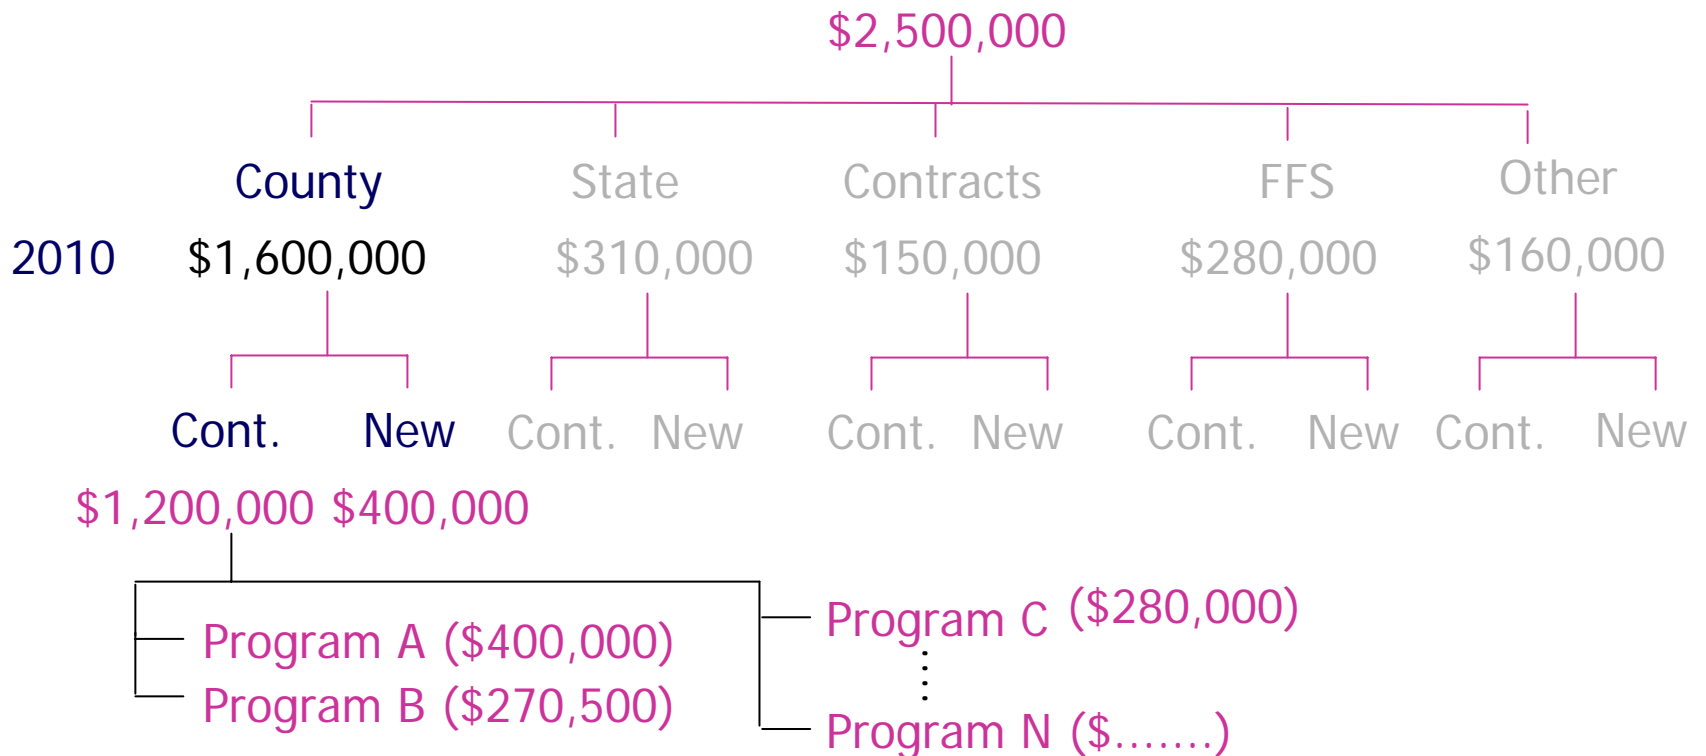 $2,500,000
County State Contracts FFS Other
2010 $1,600,000 $310,000 $150,000 $280,000 $160,000
Cont. New Cont. New Cont. New Cont. New Cont. New
$1,200,000 $400,000
Program A ($400,000)
Program B ($270,500)
Program C ($280,000)
Program N ($.......)